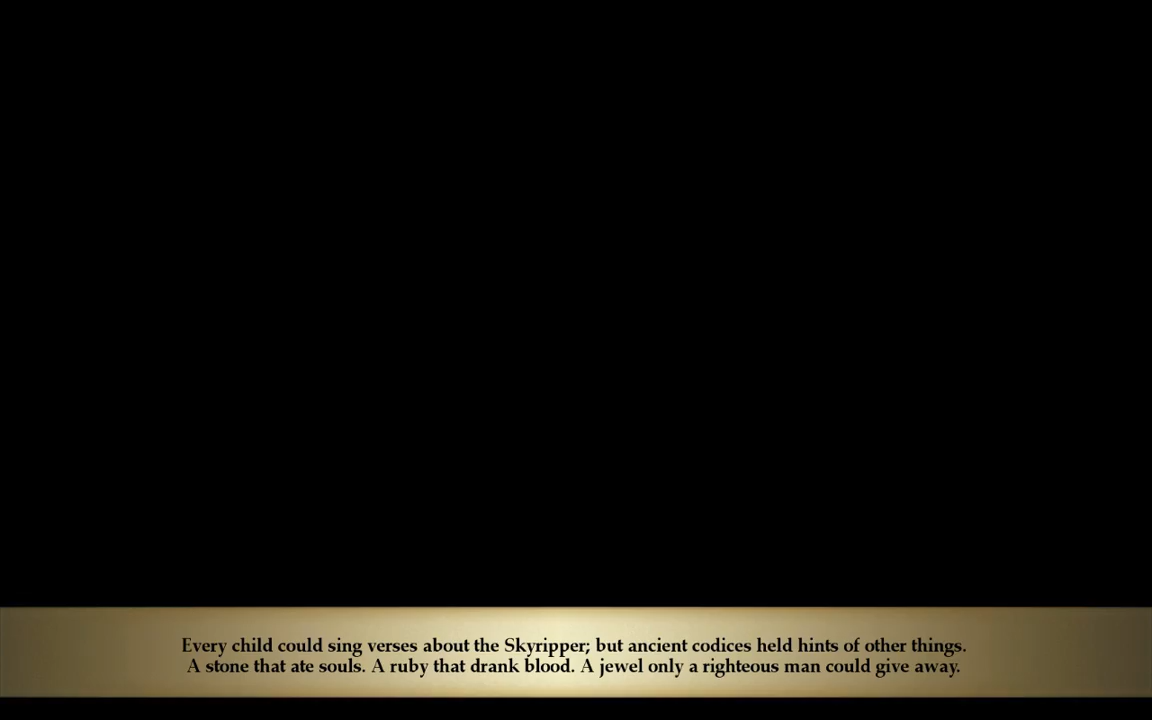 Every child could sing verses about the Skyripper; but ancient codices held hints of other things.
A stone that ate souls. A ruby that drank blood. A jewel only a righteous man could give away.